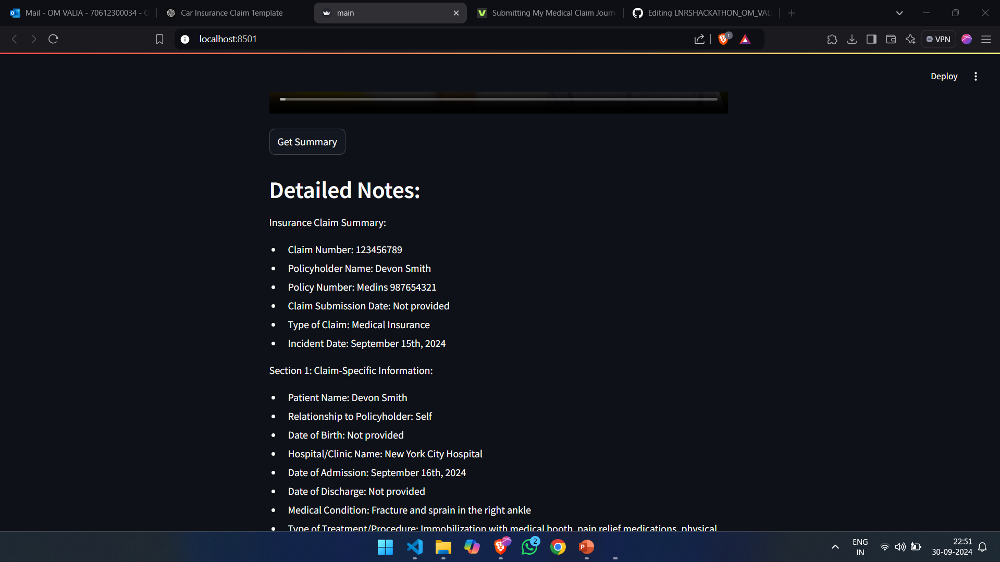 Mail - OM VALIA - 70612300034 - O
Car Insurance Claim Template
main
Submitting My Medical Claim Journ
Editing LNRSHACKATHON_OM_VAL
localhost:8501
1
VPN
Deploy
Get Summary
Detailed Notes:
Insurance Claim Summary:
• Claim Number: 123456789
• Policyholder Name: Devon Smith
• Policy Number: Medins 987654321
• Claim Submission Date: Not provided
• Type of Claim: Medical Insurance
• Incident Date: September 15th, 2024
Section 1: Claim-Specific Information:
• Patient Name: Devon Smith
• Relationship to Policyholder: Self
• Date of Birth: Not provided
• Hospital/Clinic Name: New York City Hospital
• Date of Admission: September 16th, 2024
• Date of Discharge: Not provided
• Medical Condition: Fracture and sprain in the right ankle
• Type of Treatment/Procedure: Immobilization with medical booth, pain relief medications, physical
2
ENG
IN
22:51
30-09-2024